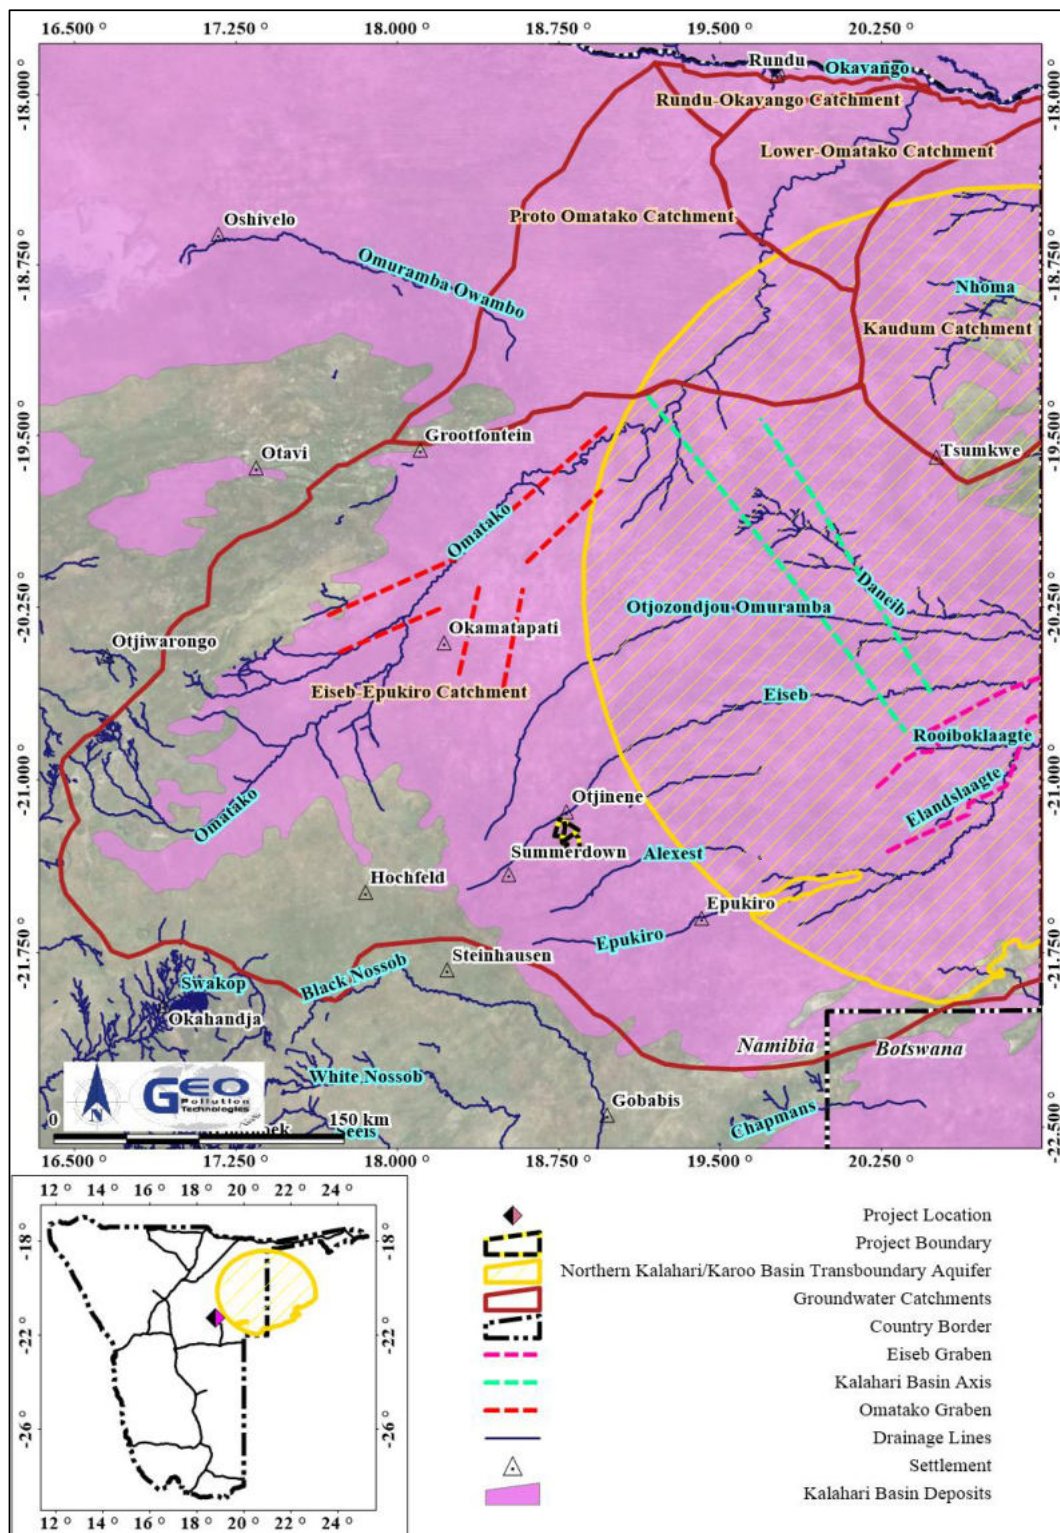 16.500 ° 17.250 ° 18.000 ° 18.750 ° 19.500 ° 20.250 °
-18.000 °
-18.750 °
-19.500 °
-20.250 °
-21.000 °
-21.750 °
-22.500 °
-18.000 °
-18.750 °
-19.500 °
-20.250 °
-21.000 °
-21.750 °
-22.500 °
Rundu
Okavango
Rundu-Okavango Catchment
Lower-Omatako Catchment
Proto Omatako Catchment
Oshivelo
Omuramba Owambo
Nhoma
Kaudum Catchment
Grootfontein
Otavi
Tsumkwe
Omatako
Daneib
Otjozondjou Omuramba
Okamatapati
Otjiwarongo
Eiseb-Epukiro Catchment
Eiseb
Rooiboklaagte
Elandslaagte
Omatako
Otjinene
Summerdown
Alexest
Hochfeld
Epukiro
Epukiro
Steinhausen
Black Nossob
Swakop
Okahandja
Namibia
Botswana
White Nossob
Gobabis
Chapmans
Seeis
N
GEO
Pollution
Technologies
0 150 km
16.500 ° 17.250 ° 18.000 ° 18.750 ° 19.500 ° 20.250 °
12 ° 14 ° 16 ° 18 ° 20 ° 22 ° 24 °
-18 °
-22 °
-26 °
-18 °
-22 °
-26 °
12 ° 14 ° 16 ° 18 ° 20 ° 22 ° 24 °
Project Location
Project Boundary
Northern Kalahari/Karoo Basin Transboundary Aquifer
Groundwater Catchments
Country Border
Eiseb Graben
Kalahari Basin Axis
Omatako Graben
Drainage Lines
Settlement
Kalahari Basin Deposits